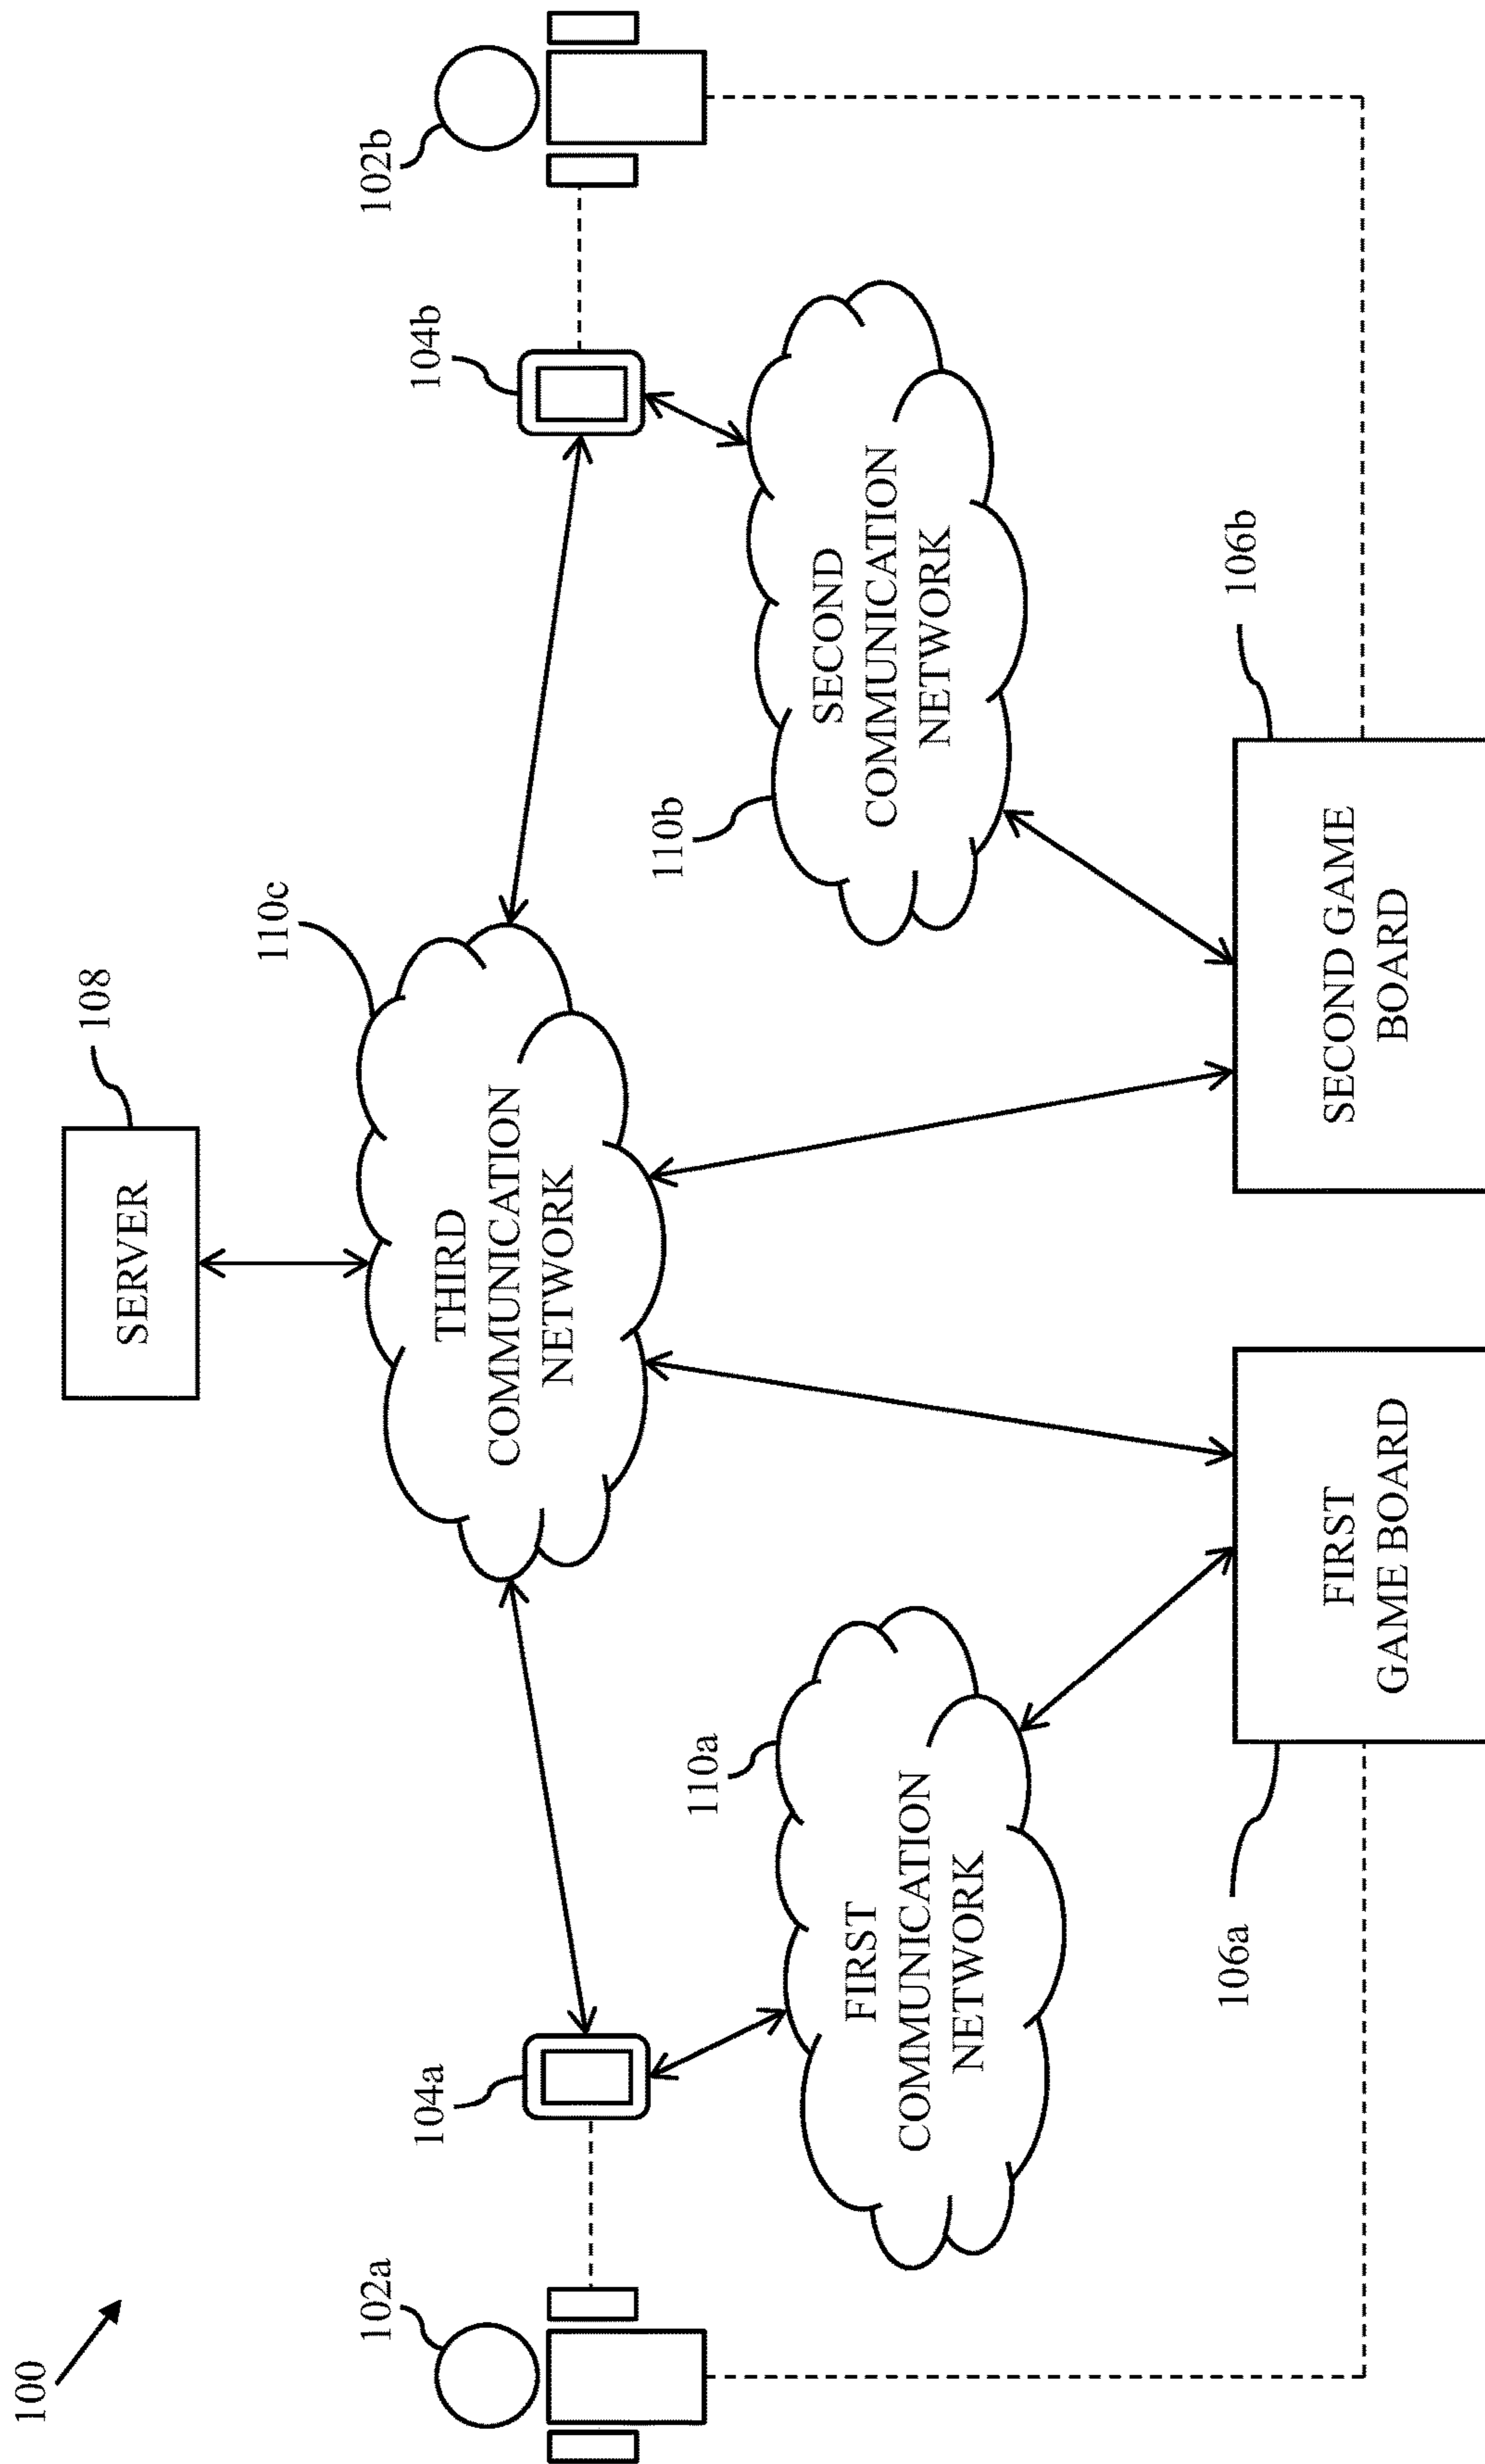 100
SERVER
108
110c
THIRD
COMMUNICATION
NETWORK
102a
104a
104b
102b
110a
FIRST
COMMUNICATION
NETWORK
110b
SECOND
COMMUNICATION
NETWORK
106a
FIRST
GAME BOARD
SECOND GAME
BOARD
106b